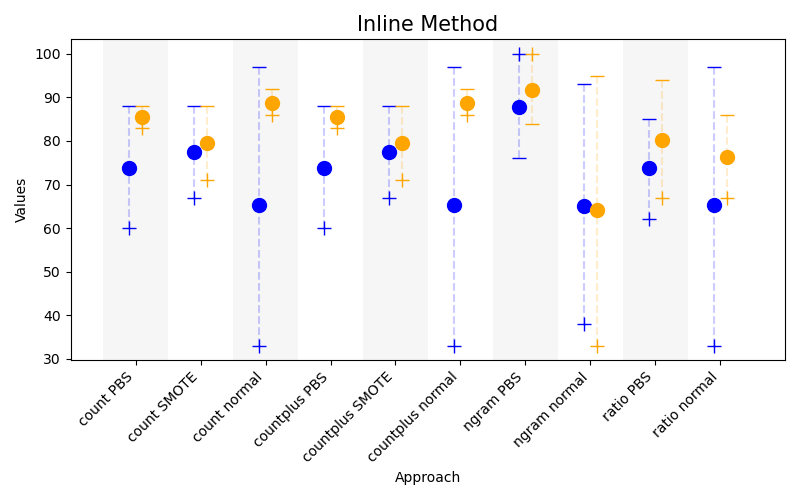 Inline Method
Values
100
90
80
70
60
50
40
30
count PBS
count SMOTE
count normal
countplus PBS
countplus SMOTE
countplus normal
ngram PBS
ngram normal
ratio PBS
ratio normal
Approach